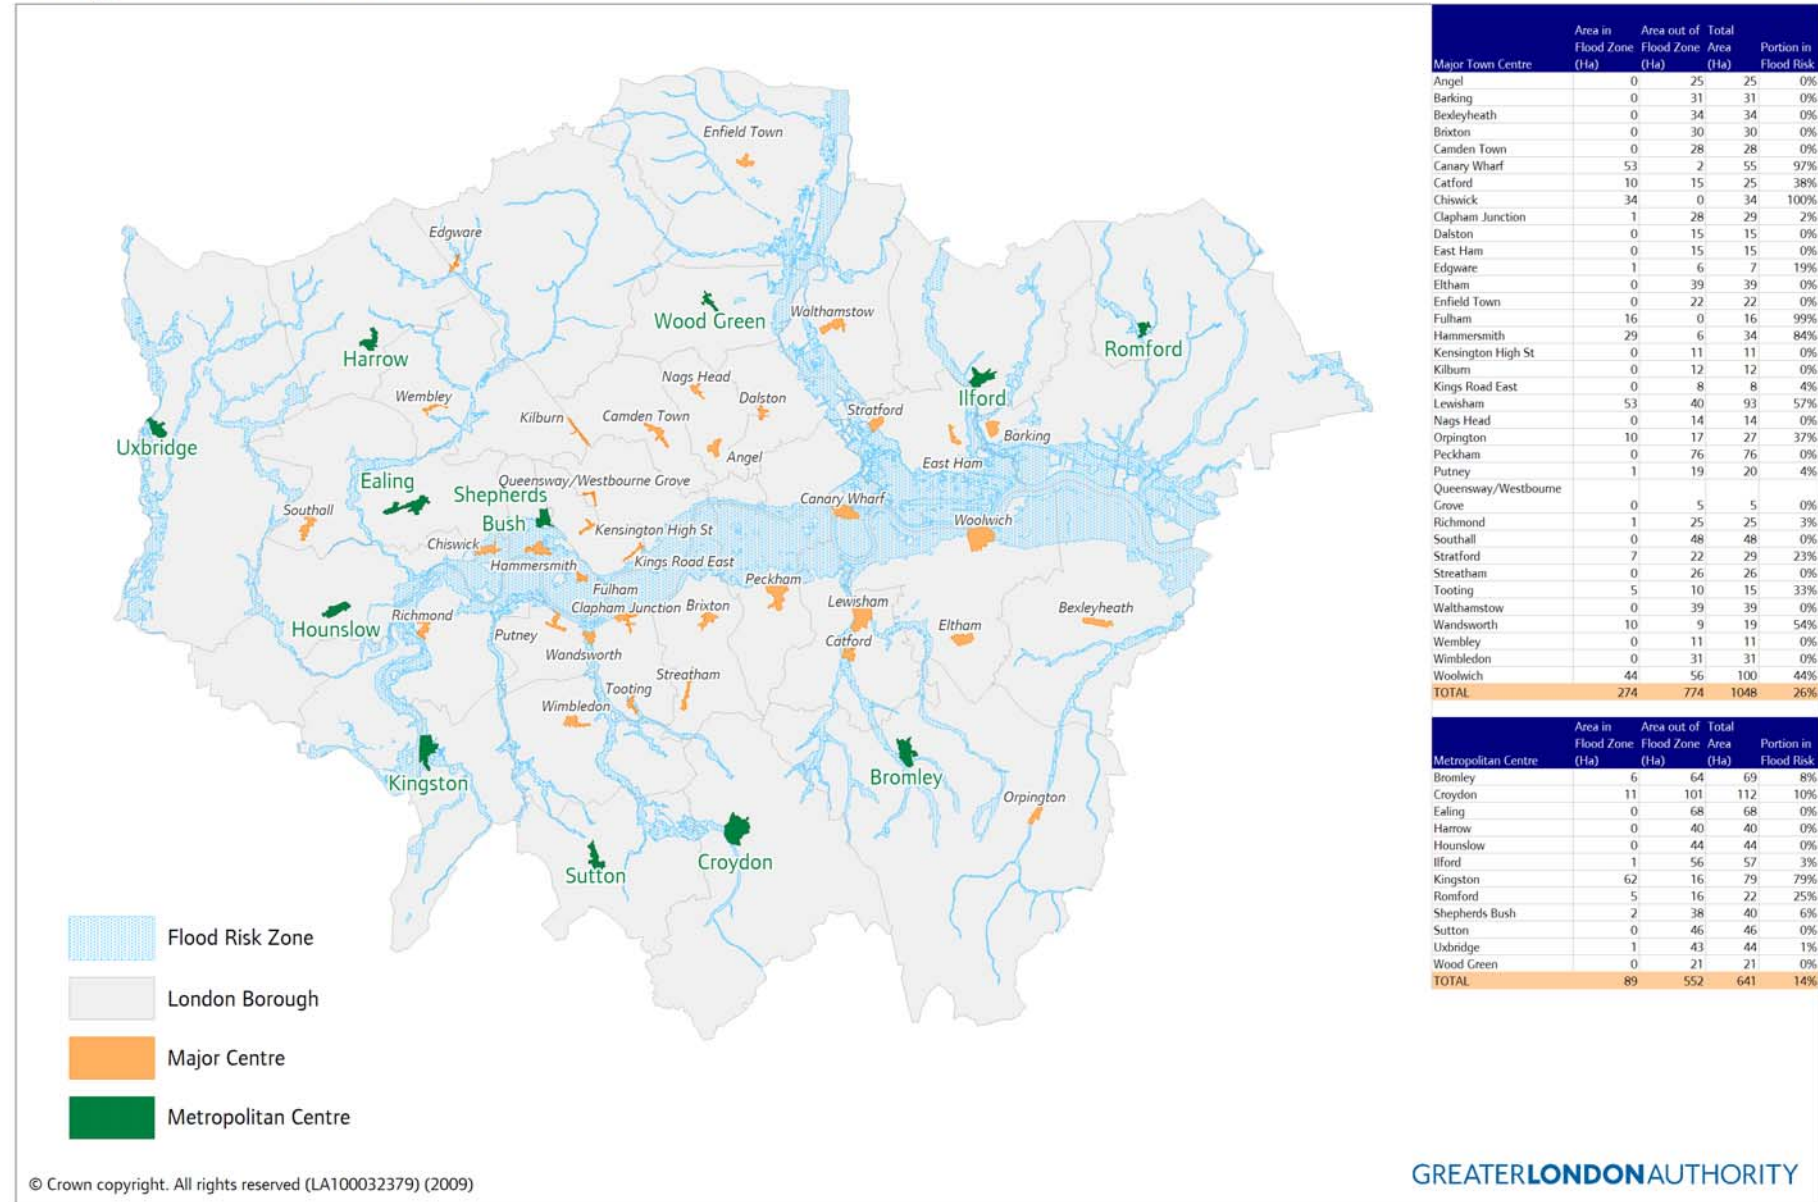 Enfield Town
Edgware
Wood Green
Walthamstow
Harrow
Romford
Nags Head
Ilford
Wembley
Dalston
Kilburn
Camden Town
Stratford
Uxbridge
Barking
Angel
East Ham
Ealing
Queensway/Westbourne Grove
Shepherds
Bush
Canary Wharf
Southall
Woolwich
Kensington High St
Chiswick
Hammersmith
Kings Road East
Peckham
Fulham
Lewisham
Richmond
Clapham Junction
Brixton
Bexleyheath
Hounslow
Putney
Eltham
Catford
Wandsworth
Streatham
Tooting
Wimbledon
Kingston
Bromley
Orpington
Croydon
Sutton
Flood Risk Zone
London Borough
Major Centre
Metropolitan Centre
© Crown copyright. All rights reserved (LA100032379) (2009)
Area in Area out of Total
Flood Zone Flood Zone Area Portion in
Major Town Centre (Ha) (Ha) (Ha) Flood Risk
Angel 0 25 25 0%
Barking 0 31 31 0%
Bexleyheath 0 34 34 0%
Brixton 0 30 30 0%
Camden Town 0 28 28 0%
Canary Wharf 53 2 55 97%
Catford 10 15 25 38%
Chiswick 34 0 34 100%
Clapham Junction 1 28 29 2%
Dalston 0 15 15 0%
East Ham 0 15 15 0%
Edgware 1 6 7 19%
Eltham 0 39 39 0%
Enfield Town 0 22 22 0%
Fulham 16 0 16 99%
Hammersmith 29 6 34 84%
Kensington High St 0 11 11 0%
Kilburn 0 12 12 0%
Kings Road East 0 8 8 4%
Lewisham 53 40 93 57%
Nags Head 0 14 14 0%
Orpington 10 17 27 37%
Peckham 0 76 76 0%
Putney 1 19 20 4%
Queensway/Westbourne
Grove 0 5 5 0%
Richmond 1 25 25 3%
Southall 0 48 48 0%
Stratford 7 22 29 23%
Streatham 0 26 26 0%
Tooting 5 10 15 33%
Walthamstow 0 39 39 0%
Wandsworth 10 9 19 54%
Wembley 0 11 11 0%
Wimbledon 0 31 31 0%
Woolwich 44 56 100 44%
TOTAL 274 774 1048 26%
Area in Area out of Total
Flood Zone Flood Zone Area Portion in
Metropolitan Centre (Ha) (Ha) (Ha) Flood Risk
Bromley 6 64 69 8%
Croydon 11 101 112 10%
Ealing 0 68 68 0%
Harrow 0 40 40 0%
Hounslow 0 44 44 0%
Ilford 1 56 57 3%
Kingston 62 16 79 79%
Romford 5 16 22 25%
Shepherds Bush 2 38 40 6%
Sutton 0 46 46 0%
Uxbridge 1 43 44 1%
Wood Green 0 21 21 0%
TOTAL 89 552 641 14%
GREATERLONDONAUTHORITY